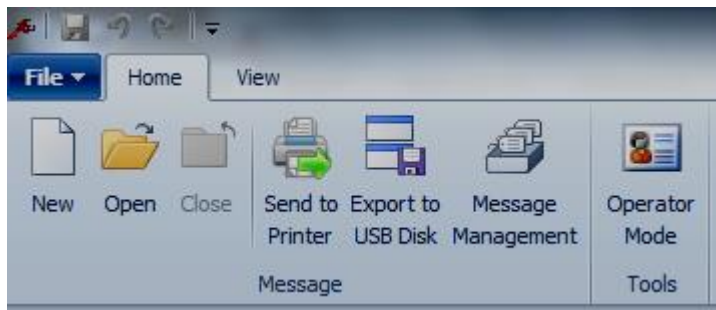 File Home View
New Open Close Send to Printer Export to USB Disk Message Management Operator Mode
Message Tools